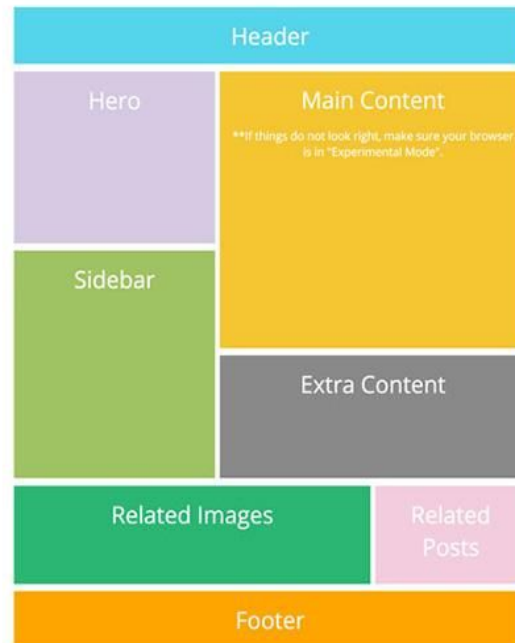 Header
Hero
Main Content
**If things do not look right, make sure your browser
is in "Experimental Mode".
Sidebar
Extra Content
Related Images
Related
Posts
Footer